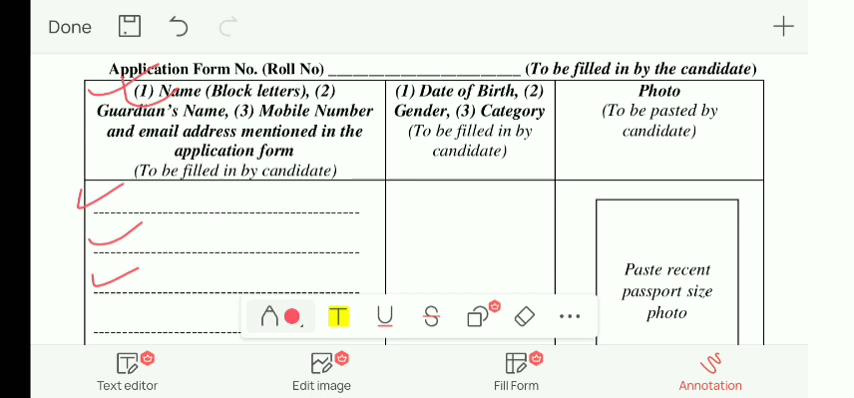 Done
Application Form No. (Roll No) ________________________ (To be filled in by the candidate)
(1) Name (Block letters), (2)
Guardian's Name, (3) Mobile Number
and email address mentioned in the
application form
(To be filled in by candidate)
(1) Date of Birth, (2)
Gender, (3) Category
(To be filled in by
candidate)
Photo
(To be pasted by
candidate)
Paste recent
passport size
photo
Text editor
Edit image
Fill Form
Annotation